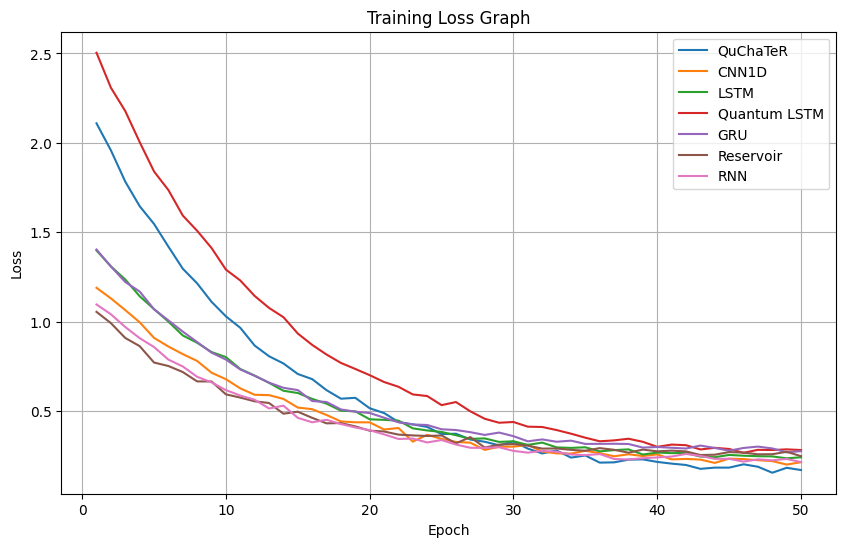 Training Loss Graph
QuChaTeR
CNN1D
LSTM
Quantum LSTM
GRU
Reservoir
RNN
2.5
2.0
1.5
1.0
0.5
Loss
0
10
20
30
40
50
Epoch